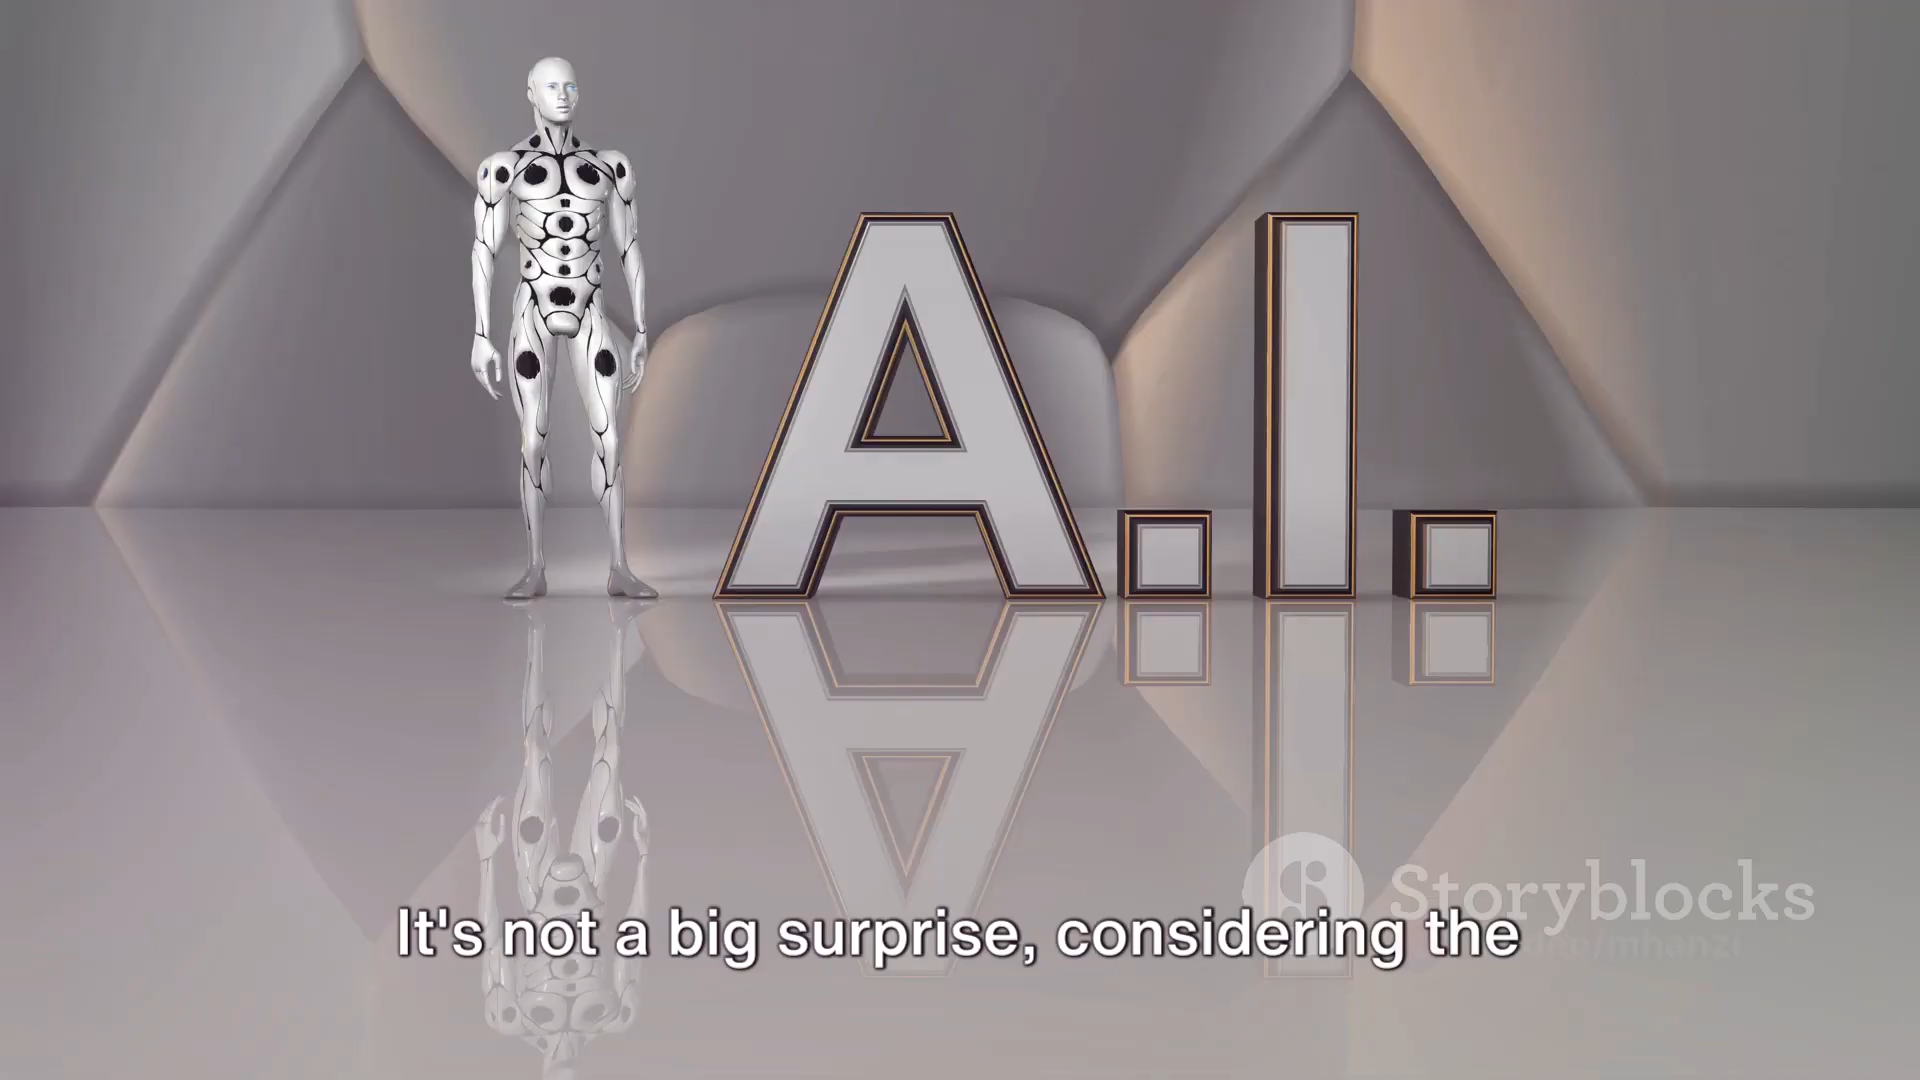 A.I.
Storyblocks
It's not a big surprise, considering the